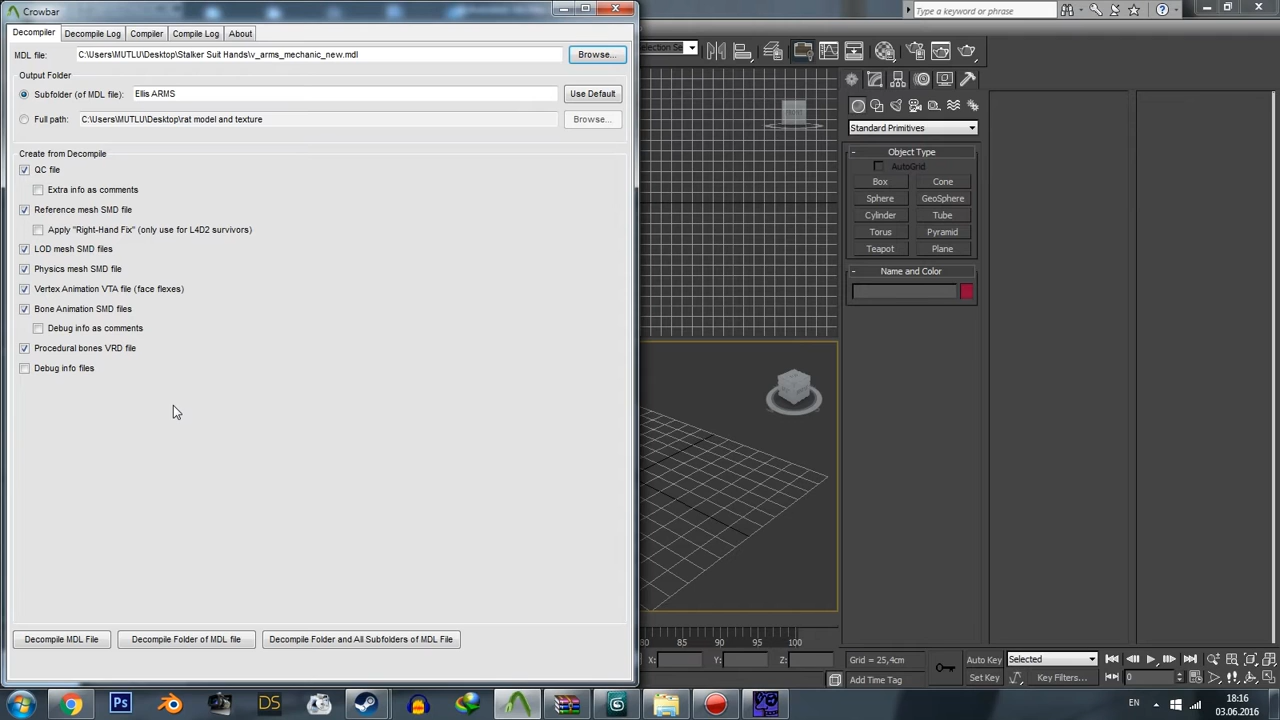 Crowbar
Decompiler Decompile Log Compiler Compile Log About
MDL file: C:\Users\MUTLU\Desktop\Stalker Suit Hands\v_arms_mechanic_new.mdl Browse...
Output Folder
Subfolder (of MDL file): Ellis ARMS Use Default
Full path: C:\Users\MUTLU\Desktop\rat model and texture Browse...
Create from Decompile
QC file
Extra info as comments
Reference mesh SMD file
Apply "Right-Hand Fix" (only use for L4D2 survivors)
LOD mesh SMD files
Physics mesh SMD file
Vertex Animation VTA file (face flexes)
Bone Animation SMD files
Debug info as comments
Procedural bones VRD file
Debug info files
Decompile MDL File Decompile Folder of MDL file Decompile Folder and All Subfolders of MDL File
Type a keyword or phrase
election Se
Standard Primitives
- Object Type
AutoGrid
Box Cone
Sphere GeoSphere
Cylinder Tube
Torus Pyramid
Teapot Plane
- Name and Color
80 85 90 95 100
X: Y: Z: Grid = 25,4cm Auto Key Selected
Add Time Tag Set Key Key Filters... 0
Ps DS EN 18:16
03.06.2016